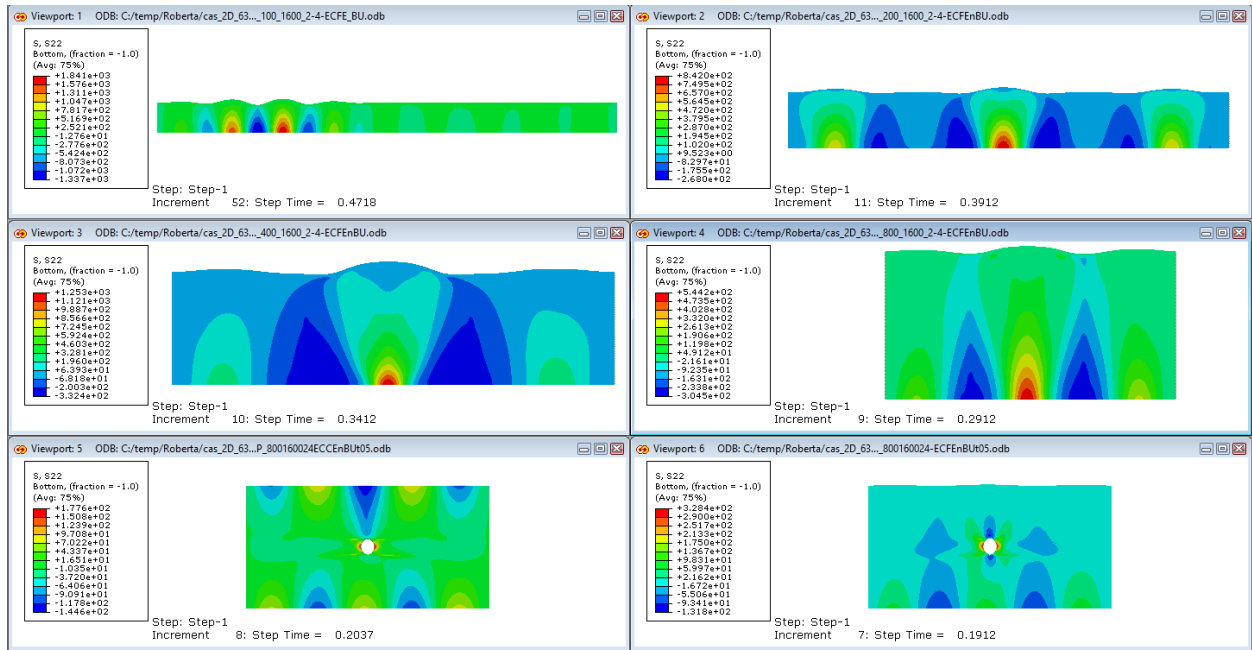 Viewport: 1 ODB: C:/temp/Roberta/cas_2D_63..._100_1600_2-4-ECFE_BU.odb
S, S22
Bottom, (fraction = -1.0)
(Avg: 75%)
+1.841e+03
+1.576e+03
+1.311e+03
+1.047e+03
+7.817e+02
+5.169e+02
+2.521e+02
-1.276e+01
-2.776e+02
-5.424e+02
-8.073e+02
-1.072e+03
-1.337e+03
Step: Step-1
Increment 52: Step Time = 0.4718
Viewport: 2 ODB: C:/temp/Roberta/cas_2D_63..._200_1600_2-4-ECFEnBU.odb
S, S22
Bottom, (fraction = -1.0)
(Avg: 75%)
+8.420e+02
+7.495e+02
+6.570e+02
+5.645e+02
+4.720e+02
+3.795e+02
+2.870e+02
+1.945e+02
+1.020e+02
+9.523e+00
-8.297e+01
-1.755e+02
-2.680e+02
Step: Step-1
Increment 11: Step Time = 0.3912
Viewport: 3 ODB: C:/temp/Roberta/cas_2D_63..._400_1600_2-4-ECFEnBU.odb
S, S22
Bottom, (fraction = -1.0)
(Avg: 75%)
+1.253e+03
+1.121e+03
+9.887e+02
+8.566e+02
+7.245e+02
+5.924e+02
+4.603e+02
+3.281e+02
+1.960e+02
+6.393e+01
-6.818e+01
-2.003e+02
-3.324e+02
Step: Step-1
Increment 10: Step Time = 0.3412
Viewport: 4 ODB: C:/temp/Roberta/cas_2D_63..._800_1600_2-4-ECFEnBU.odb
S, S22
Bottom, (fraction = -1.0)
(Avg: 75%)
+5.442e+02
+4.735e+02
+4.028e+02
+3.320e+02
+2.613e+02
+1.906e+02
+1.198e+02
+4.912e+01
-2.161e+01
-9.235e+01
-1.631e+02
-2.338e+02
-3.045e+02
Step: Step-1
Increment 9: Step Time = 0.2912
Viewport: 5 ODB: C:/temp/Roberta/cas_2D_63...P_800160024ECCEnBUt05.odb
S, S22
Bottom, (fraction = -1.0)
(Avg: 75%)
+1.776e+02
+1.508e+02
+1.239e+02
+9.708e+01
+7.022e+01
+4.337e+01
+1.651e+01
-1.035e+01
-3.720e+01
-6.406e+01
-9.091e+01
-1.178e+02
-1.446e+02
Step: Step-1
Increment 8: Step Time = 0.2037
Viewport: 6 ODB: C:/temp/Roberta/cas_2D_63..._800160024-ECFEnBUt05.odb
S, S22
Bottom, (fraction = -1.0)
(Avg: 75%)
+3.284e+02
+2.900e+02
+2.517e+02
+2.133e+02
+1.750e+02
+1.367e+02
+9.831e+01
+5.997e+01
+2.162e+01
-1.672e+01
-5.506e+01
-9.341e+01
-1.318e+02
Step: Step-1
Increment 7: Step Time = 0.1912